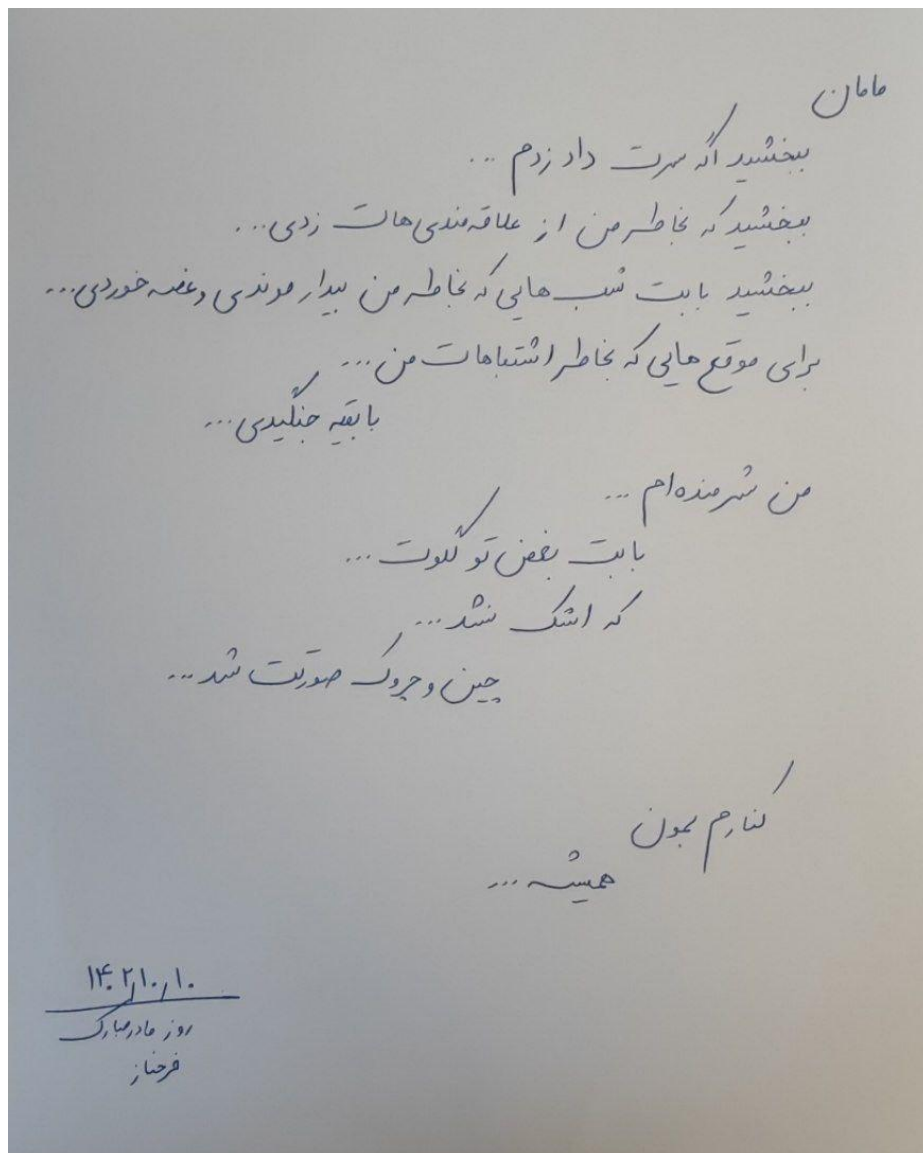 مامان
ببخشید اگه سرت داد زدم ...
ببخشید که بخاطر من از علاقه‌مندی‌هات زدی ...
ببخشید بابت شب‌هایی که بخاطر من بیدار موندی و غصه خوردی ...
برای موقع‌هایی که بخاطر اشتباهات من ...
با بقیه جنگیدی ...
من شرمنده‌ام ...
بابت بغض تو گلوت ...
که اشک نشد ...
چین و چروک صورتت شد ...
کنارم بمون
همیشه ...
۱۴۰۲/۱۰/۱۰
روز مادر مبارک
فرحناز